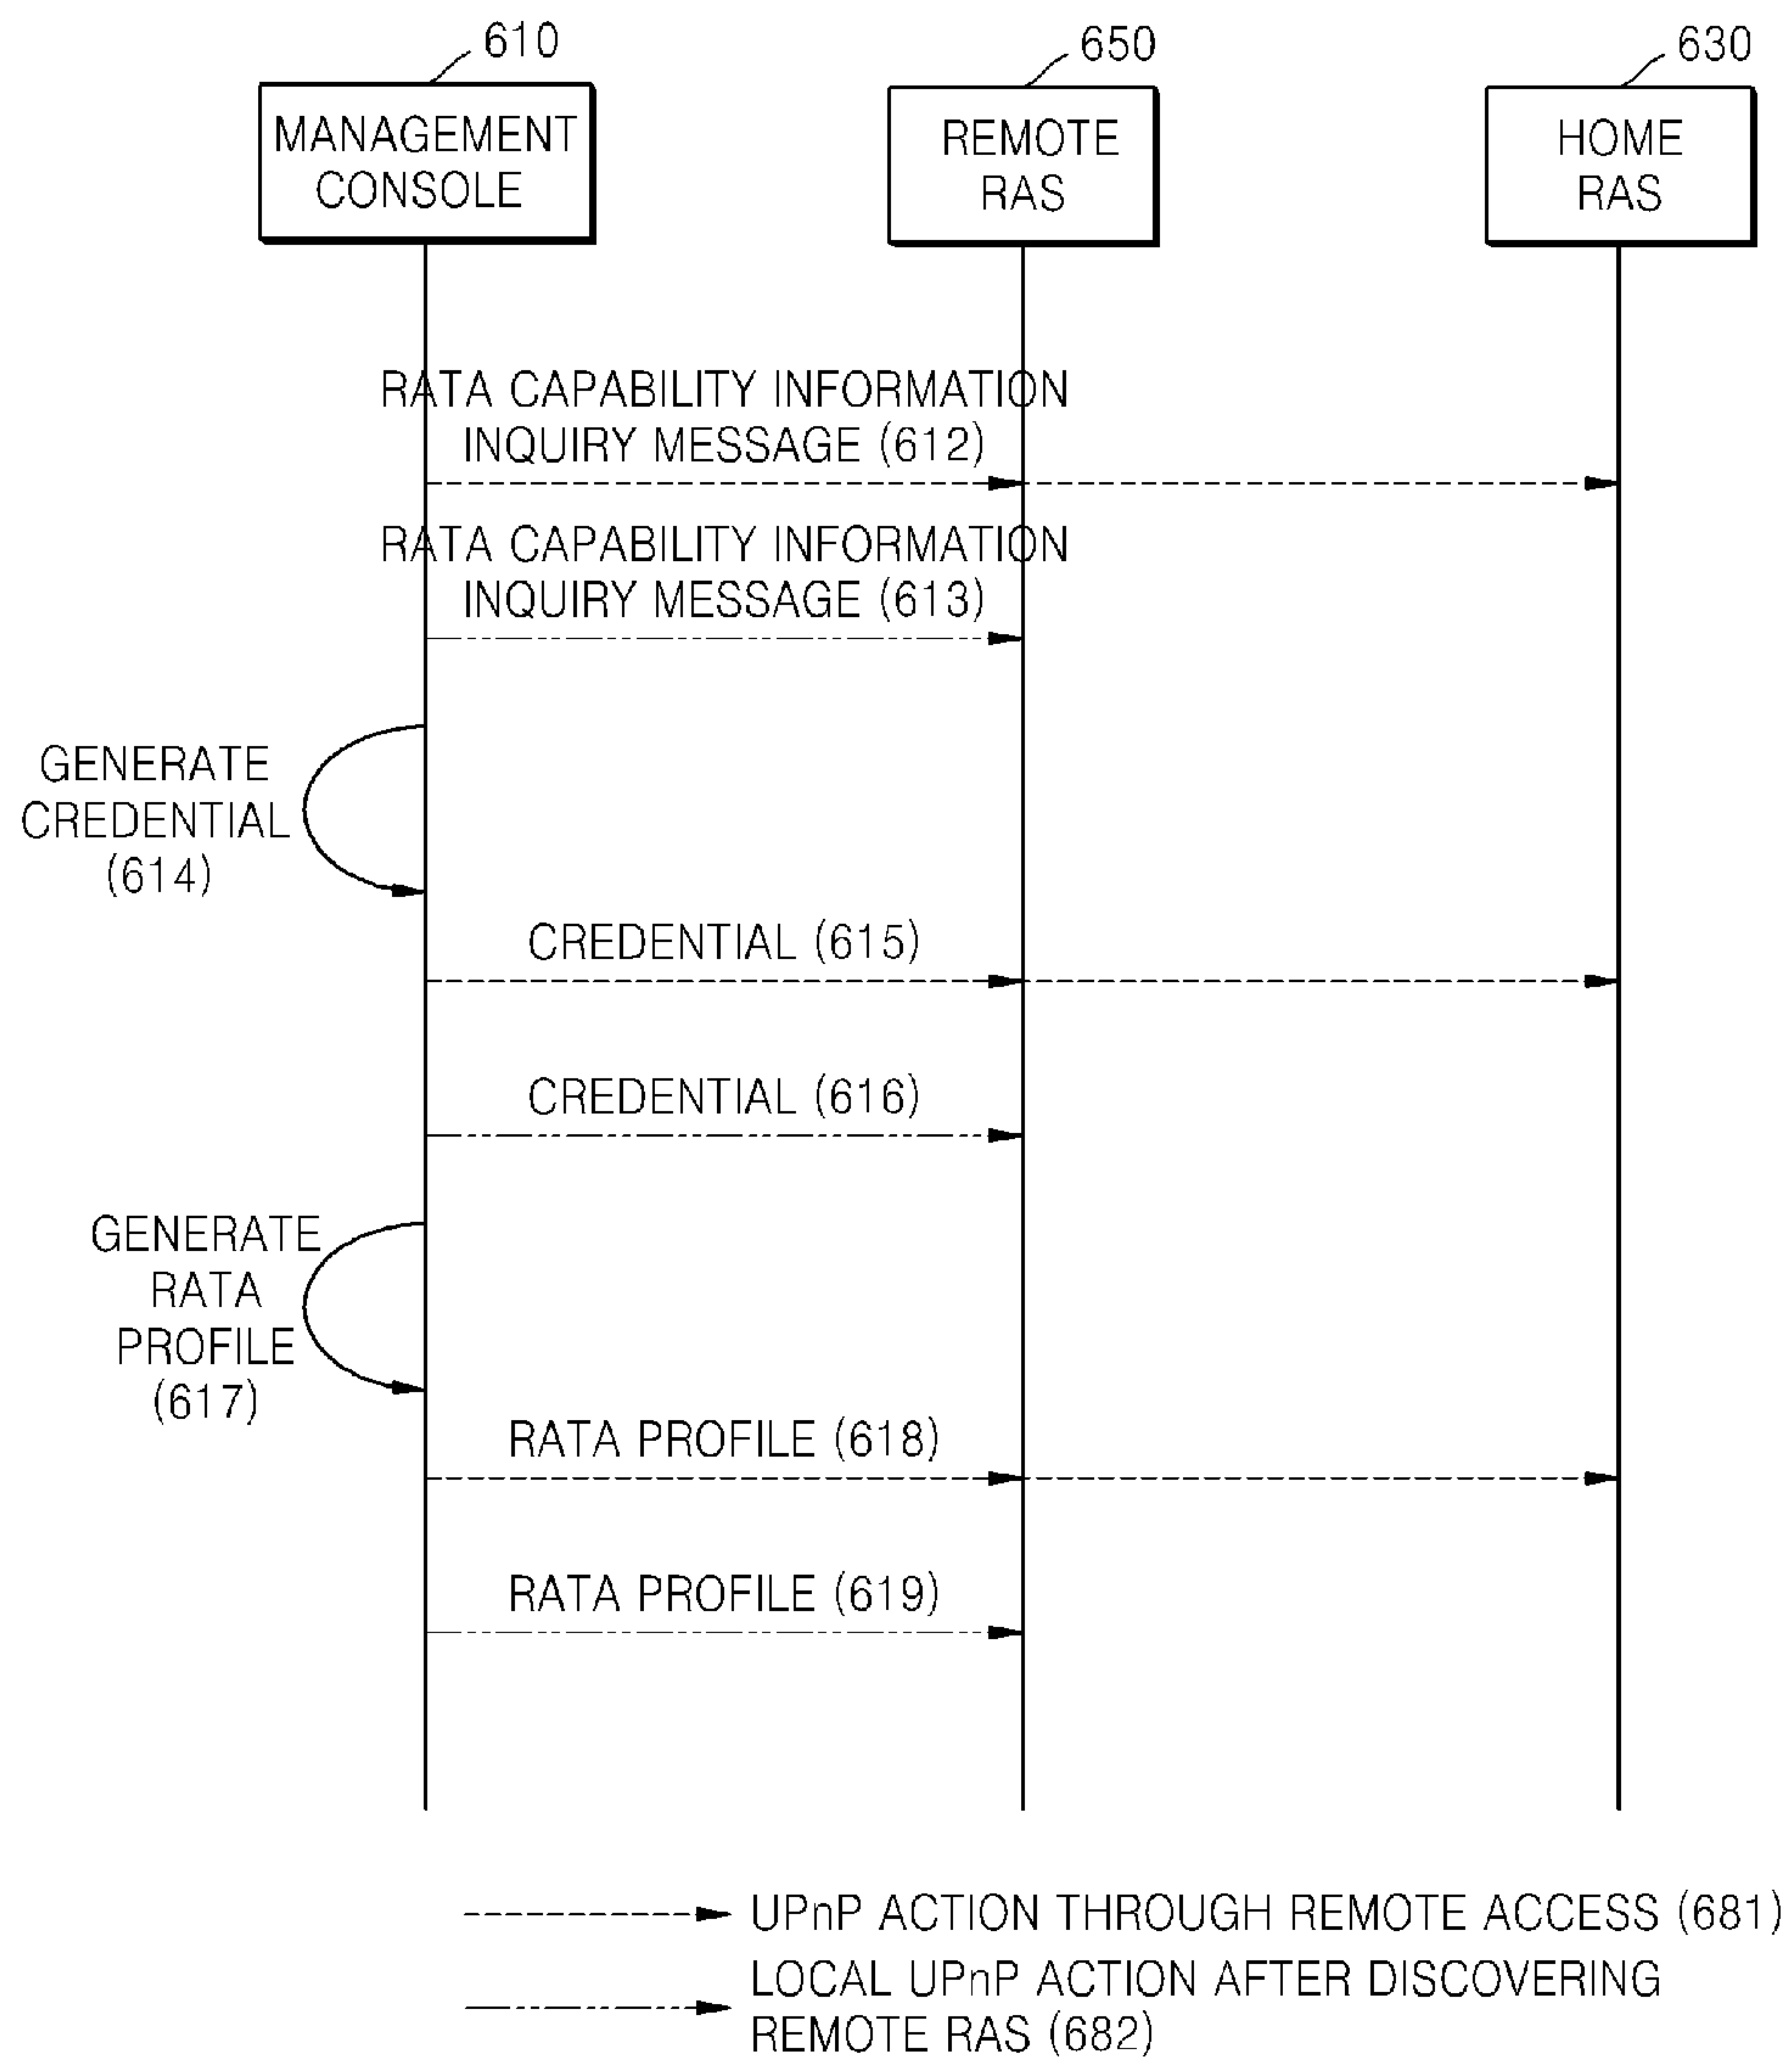 610
650
630
MANAGEMENT
CONSOLE
REMOTE
RAS
HOME
RAS
RATA CAPABILITY INFORMATION
INQUIRY MESSAGE (612)
RATA CAPABILITY INFORMATION
INQUIRY MESSAGE (613)
GENERATE
CREDENTIAL
(614)
CREDENTIAL (615)
CREDENTIAL (616)
GENERATE
RATA
PROFILE
(617)
RATA PROFILE (618)
RATA PROFILE (619)
UPnP ACTION THROUGH REMOTE ACCESS (681)
LOCAL UPnP ACTION AFTER DISCOVERING
REMOTE RAS (682)